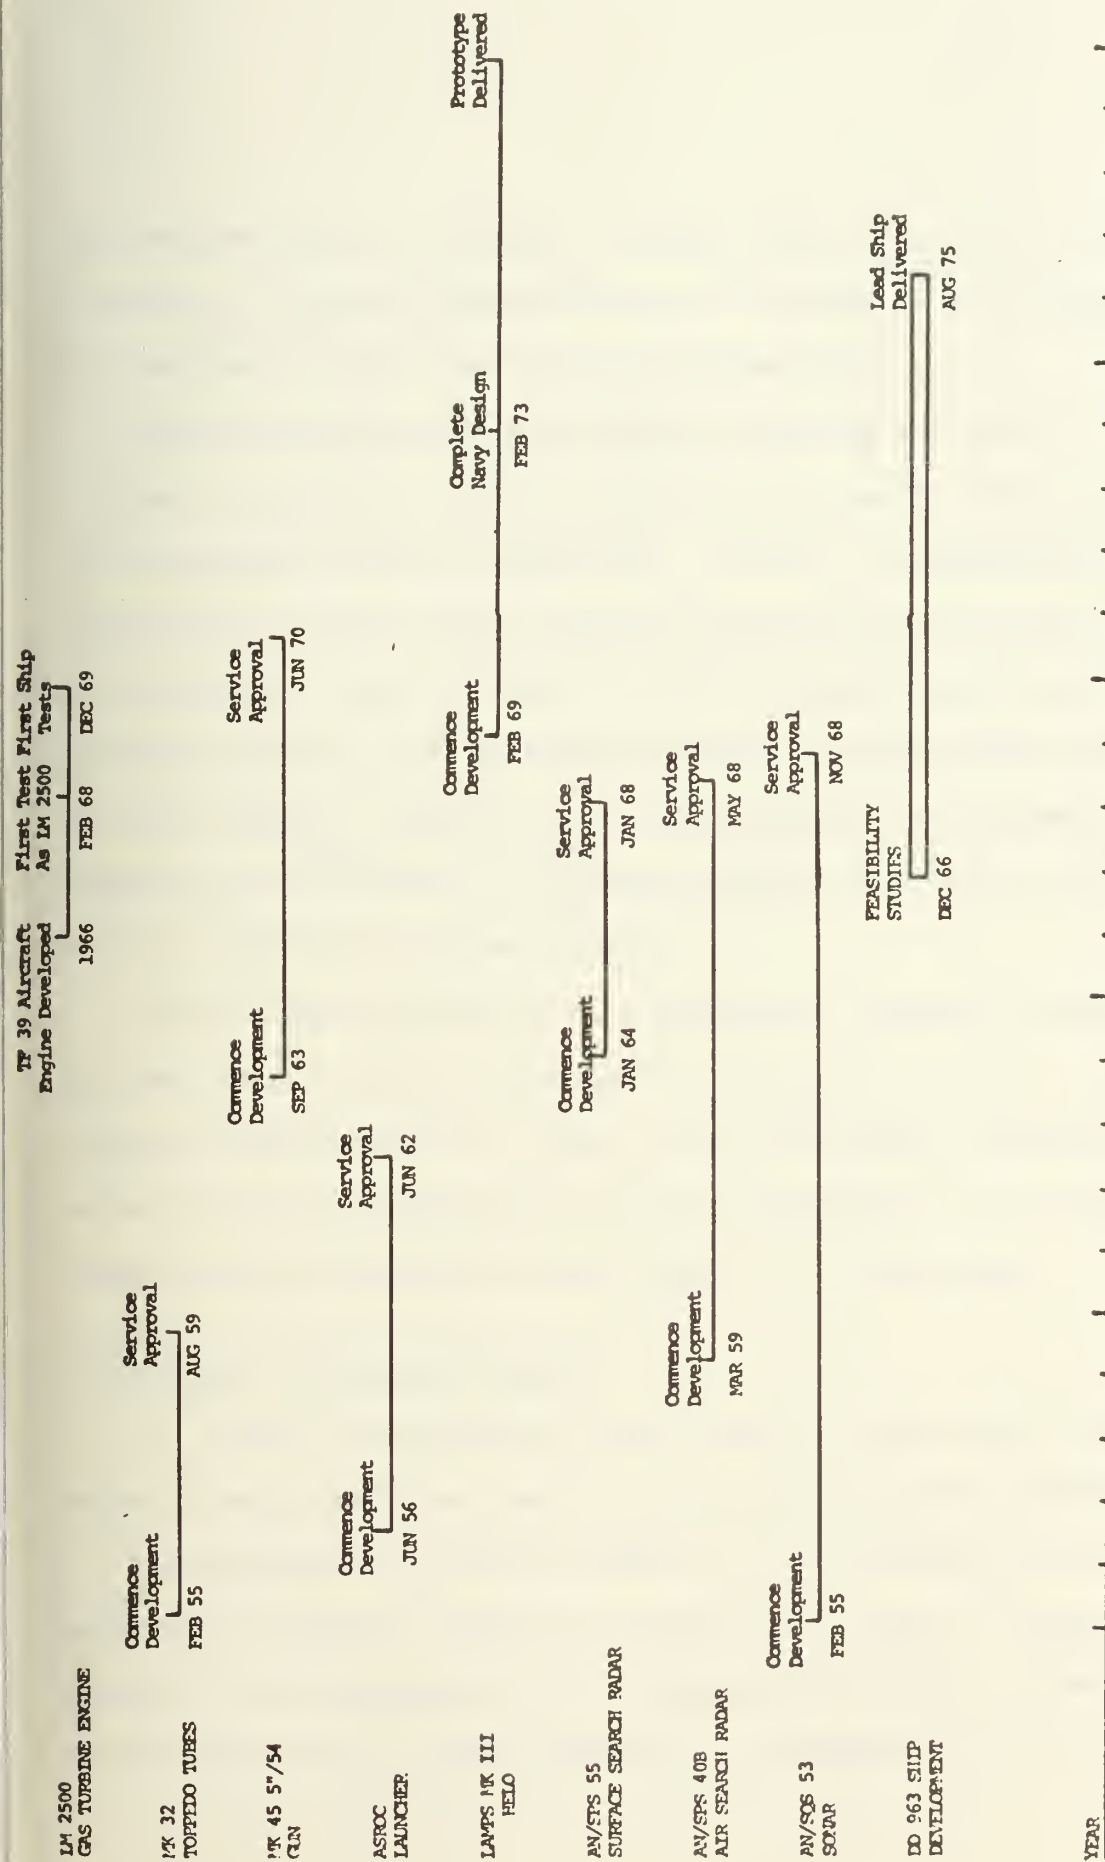 LM 2500
GAS TURBINE ENGINE
TF 39 Aircraft
Engine Developed
1966
First Test
As LM 2500
FEB 68
First Ship
Tests
DEC 69
MK 32
TORPEDO TUBES
Commence
Development
FEB 55
Service
Approval
AUG 59
MK 45 5"/54
GUN
Commence
Development
SEP 63
Service
Approval
JUN 70
ASROC
LAUNCHER
Commence
Development
JUN 56
Service
Approval
JUN 62
LAMPS MK III
HELO
Commence
Development
FEB 69
Complete
Navy Design
FEB 73
Prototype
Delivered
AN/SPS 55
SURFACE SEARCH RADAR
Commence
Development
JAN 64
Service
Approval
JAN 68
AN/SPS 40B
AIR SEARCH RADAR
Commence
Development
MAR 59
Service
Approval
MAY 68
AN/SQS 53
SONAR
Commence
Development
FEB 55
Service
Approval
NOV 68
DD 963 SHIP
DEVELOPMENT
FEASIBILITY
STUDIES
DEC 66
Lead Ship
Delivered
AUG 75
YEAR